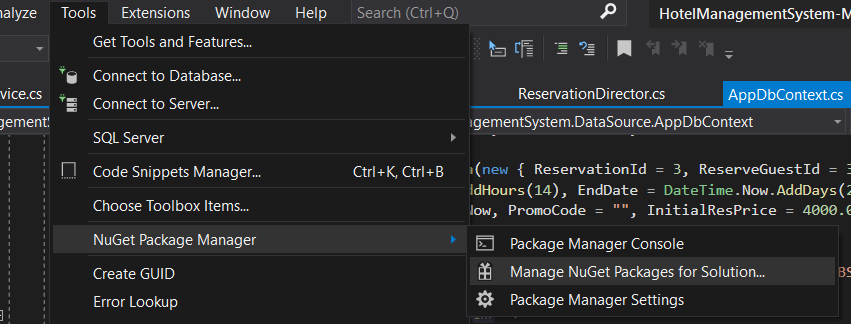 nalyze Tools Extensions Window Help Search (Ctrl+Q) HotelManagementSystem-M
Get Tools and Features...
Connect to Database...
vice.cs ReservationDirector.cs AppDbContext.cs
Connect to Server...
agementSystem.DataSource.AppDbContext
SQL Server
Code Snippets Manager... Ctrl+K, Ctrl+B
(new { ReservationId = 3, ReserveGuestId = 3
ddHours(14), EndDate = DateTime.Now.AddDays(2
Choose Toolbox Items...
Now, PromoCode = "", InitialResPrice = 4000.0
NuGet Package Manager
Package Manager Console
Create GUID
Manage NuGet Packages for Solution...
Error Lookup
Package Manager Settings